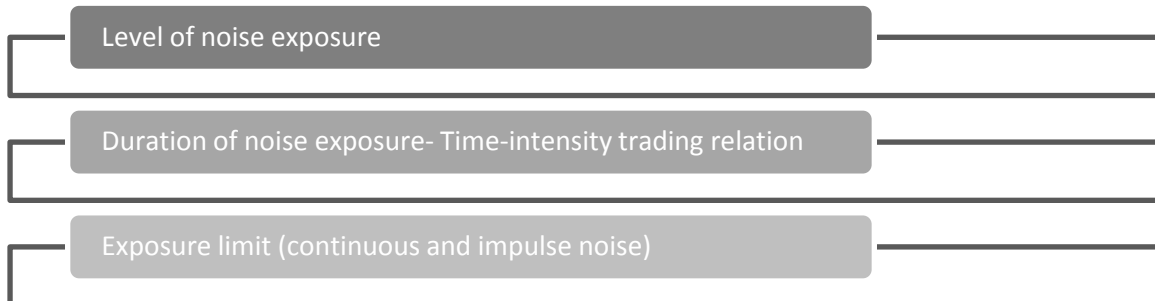 Level of noise exposure
Duration of noise exposure- Time-intensity trading relation
Exposure limit (continuous and impulse noise)